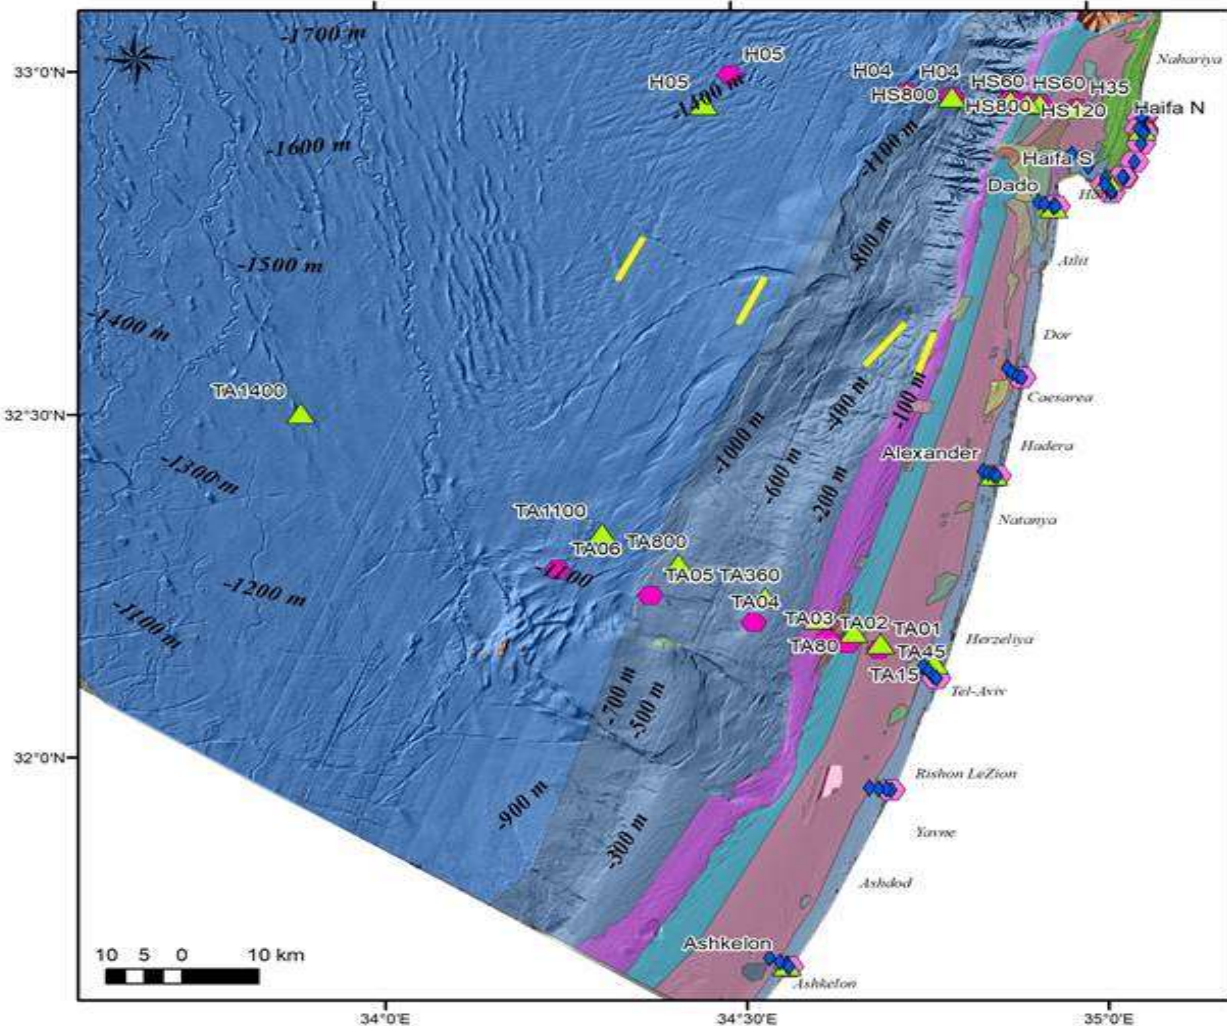 -1700 m
Nahariya
33°0'N
H05
H05
-1400 m
H04
H04
HS60
HS60
H35
HS800
HS800
HS120
Haifa N
-1600 m
-1100 m
Haifa S
Dado
-1500 m
-800 m
Atlit
-1400 m
Dor
TA1400
32°30'N
-400 m
-100 m
Caesarea
-1000 m
Hadera
Alexander
-1300 m
-600 m
-200 m
Natanya
TA1100
TA06
TA800
-1100
TA05
TA360
-1200 m
TA04
-1100 m
TA03
TA02
TA01
Herzeliya
TA80
TA45
TA15
Tel-Aviv
-700 m
-500 m
32°0'N
Rishon LeZion
-900 m
-300 m
Yavne
Ashdod
10 5 0 10 km
Ashkelon
Ashkelon
34°0'E
34°30'E
35°0'E